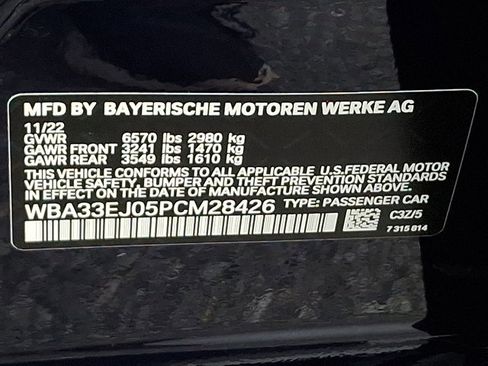 MFD BY BAYERISCHE MOTOREN WERKE AG
11/22
GVWR 6570 lbs 2980 kg
GAWR FRONT 3241 lbs 1470 kg
GAWR REAR 3549 lbs 1610 kg
THIS VEHICLE CONFORMS TO ALL APPLICABLE U.S.FEDERAL MOTOR
VEHICLE SAFETY, BUMPER, AND THEFT PREVENTION STANDARDS
IN EFFECT ON THE DATE OF MANUFACTURE SHOWN ABOVE.
WBA33EJ05PCM28426 TYPE: PASSENGER CAR
C3Z/5
7 315 814